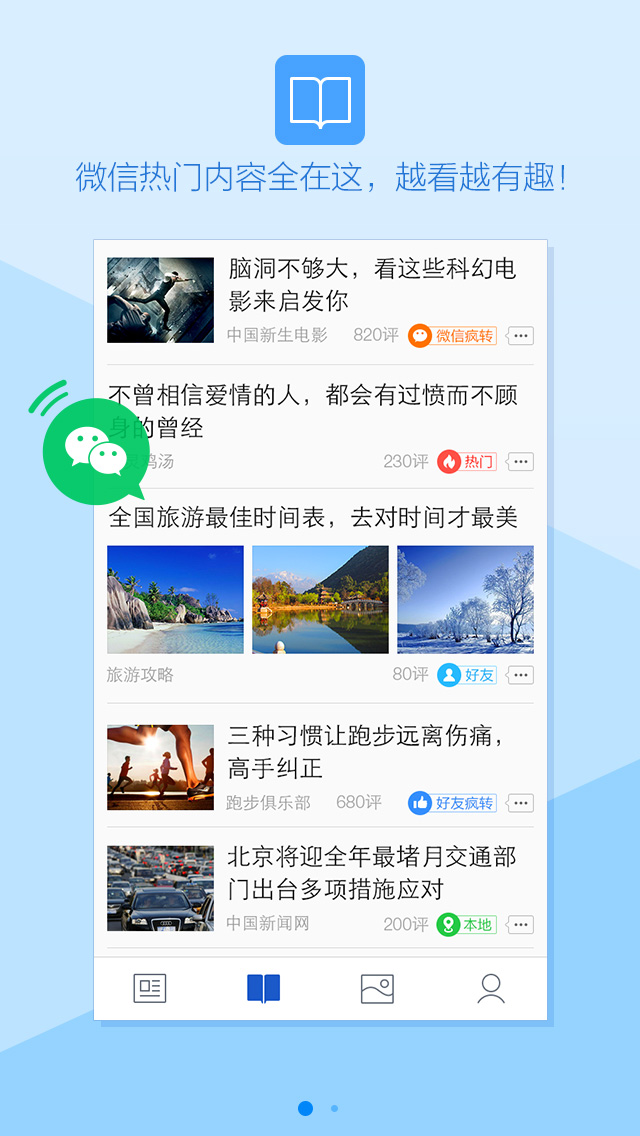 微信热门内容全在这，越看越有趣！
脑洞不够大，看这些科幻电
影来启发你
中国新生电影 820评 微信疯转
不曾相信爱情的人，都会有过愤而不顾
身的曾经
鸡汤 230评 热门
全国旅游最佳时间表，去对时间才最美
旅游攻略 80评 好友
三种习惯让跑步远离伤痛，
高手纠正
跑步俱乐部 680评 好友疯转
北京将迎全年最堵月交通部
门出台多项措施应对
中国新闻网 200评 本地